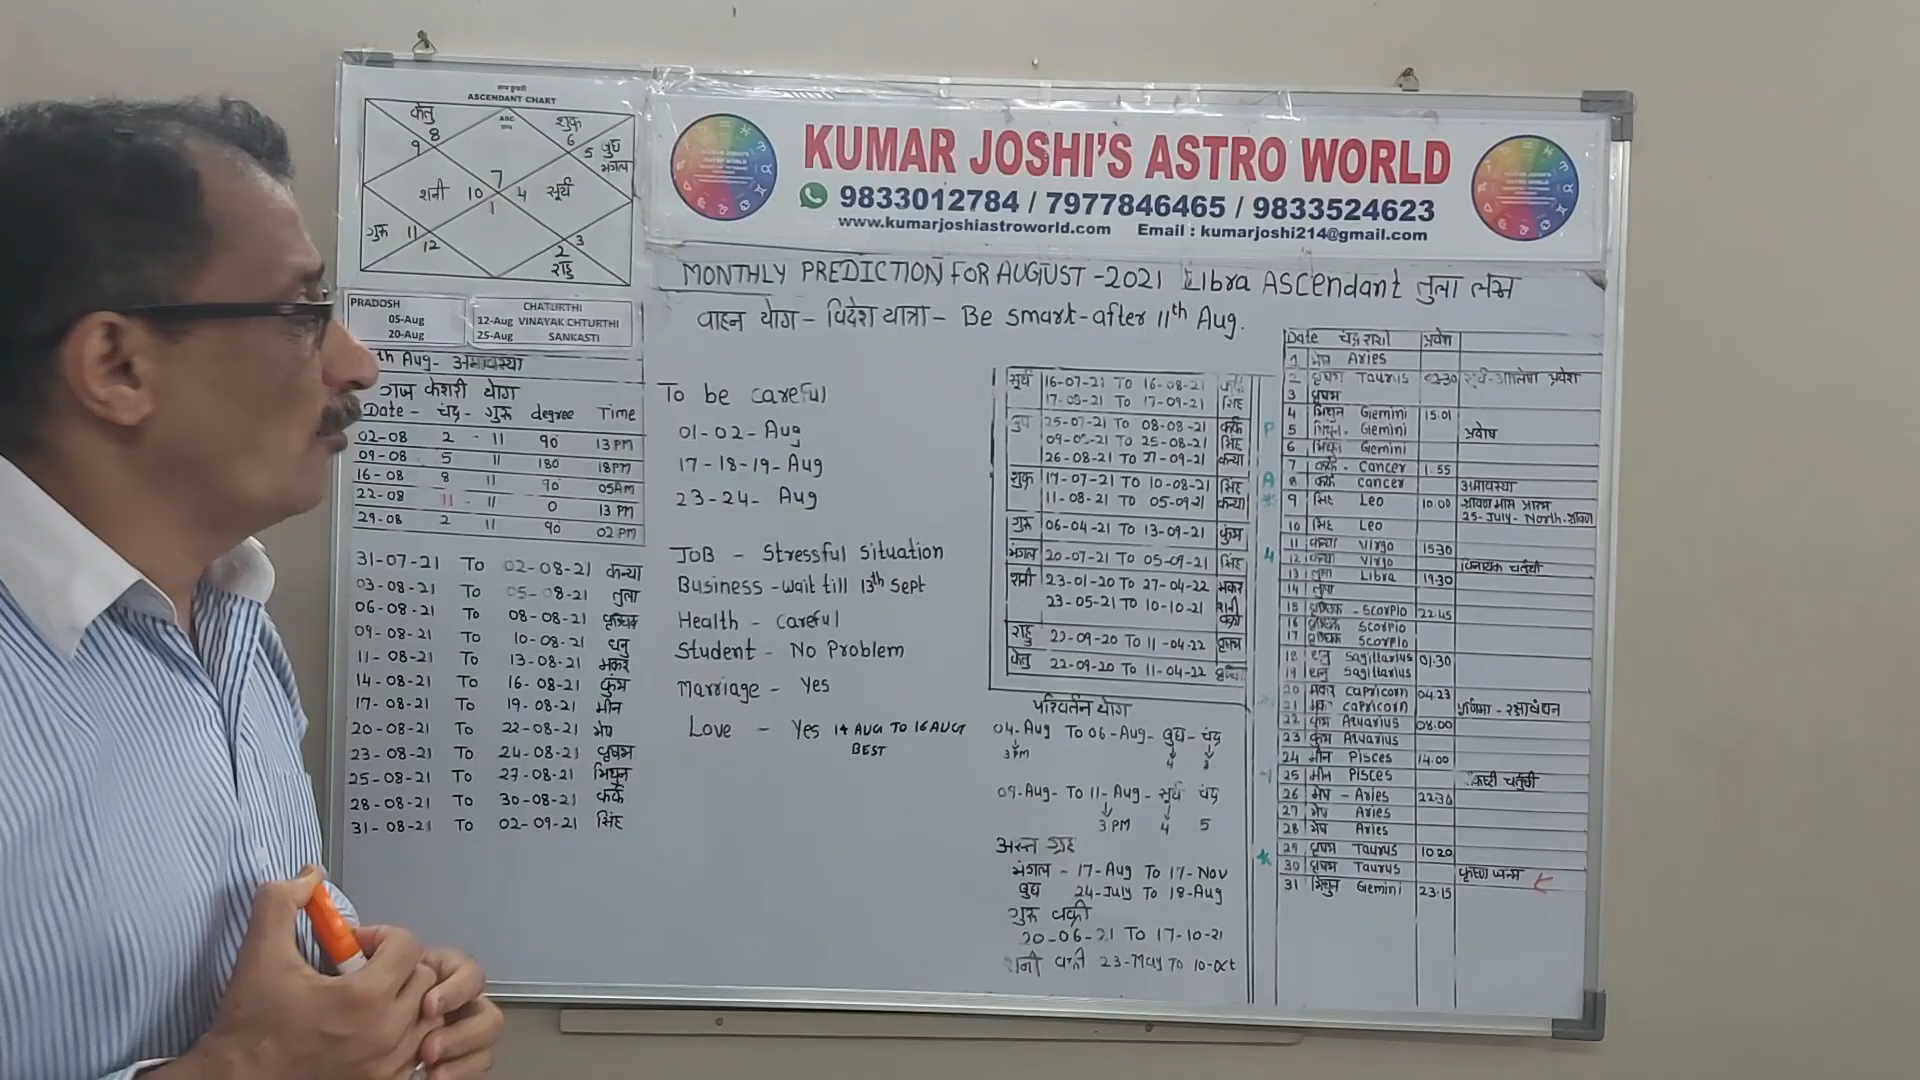 लग्न कुंडली
ASCENDANT CHART
ASC
लग्न
केतु
8
9
शुक्र
6
5 बुध
मंगल
7
शनी 10
4 सूर्य
1
गुरु 11
12
3
2
राहु
KUMAR JOSHI'S ASTRO WORLD
9833012784 / 7977846465 / 9833524623
www.kumarjoshiastroworld.com Email : kumarjoshi214@gmail.com
MONTHLY PREDICTION FOR AUGUST -2021 Libra Ascendant तुला लग्न
वाहन योग - विदेश यात्रा - Be smart - after 11th Aug.
PRADOSH
05-Aug
20-Aug
CHATURTHI
12-Aug VINAYAK CHTURTHI
25-Aug SANKASTI
th Aug - अमावस्या
गज केशरी योग
Date - चंद्र - गुरु degree Time
02-08 2 - 11 90 13 PM
09-08 5 11 180 18PM
16-08 8 11 90 05AM
22-08 11 - 11 0 13 PM
29-08 2 11 90 02 PM
31-07-21 To 02-08-21 कन्या
03-08-21 To 05-08-21 तुला
06-08-21 To 08-08-21 वृश्चिक
09-08-21 To 10-08-21 धनु
11-08-21 To 13-08-21 मकर
14-08-21 To 16-08-21 कुंभ
17-08-21 To 19-08-21 मीन
20-08-21 To 22-08-21 मेष
23-08-21 To 24-08-21 वृषभ
25-08-21 To 27-08-21 मिथुन
28-08-21 To 30-08-21 कर्क
31-08-21 To 02-09-21 सिंह
To be careful
01-02- Aug
17-18-19-Aug
23-24- Aug
JOB - Stressful situation
Business - wait till 13th Sept
Health - careful
Student - No Problem
Marriage - Yes
Love - Yes 14 AUG TO 16 AUG
BEST
सूर्य 16-07-21 TO 16-08-21 कर्क
17-08-21 TO 17-09-21 सिंह
बुध 25-07-21 TO 08-08-21 कर्क
09-08-21 TO 25-08-21 सिंह
26-08-21 TO 27-09-21 कन्या
शुक्र 17-07-21 TO 10-08-21 सिंह
11-08-21 TO 05-09-21 कन्या
गुरु 06-04-21 TO 13-09-21 कुंभ
मंगल 20-07-21 TO 05-09-21 सिंह
शनी 23-01-20 TO 27-04-22 मकर
23-05-21 TO 10-10-21 शनी
वक्री
राहु 22-09-20 TO 11-04-22 वृषभ
केतु 22-09-20 TO 11-04-22
परिवर्तन योग
04-Aug To 06-Aug- बुध - चंद्र
3 PM 4 3
09-Aug- To 11-Aug- सूर्य चंद्र
3 PM 4 5
अस्त ग्रह
मंगल - 17-Aug To 17-Nov
बुध 24-July To 18-Aug
गुरु वक्री
20-06-21 To 17-10-21
शनी वक्री 23-May To 10-Oct
P
A
*
4
*
Date चंद्र राशी प्रवेश
1 मेष Aries
2 वृषभ Taurus 02:30
3 वृषभ
4 मिथुन Gemini 15.01
5 मिथुन. Gemini प्रदोष
6 मिथुन Gemini
7 कर्क - Cancer 1.55
8 कर्क Cancer अमावस्या
9 सिंह Leo 10.00 श्रावण मास
25-July- North-श्रावण
10 सिंह Leo
11 कन्या Virgo 15:30
12 कन्या Virgo विनायक चतुर्थी
13 तुला Libra 19.30
14 तुला
15 वृश्चिक - Scorpio 22.45
16 वृश्चिक Scorpio
17 वृश्चिक Scorpio
18 धनु Sagittarius 01.30
19 धनु Sagittarius
20 मकर Capricorn 04.23
21 मकर Capricorn पूर्णिमा - रक्षाबंधन
22 कुंभ Aquarius 08.00
23 कुंभ Aquarius
24 मीन Pisces 14.00
25 मीन Pisces चतुर्थी
26 मेष - Aries 22.30
27 मेष Aries
28 मेष Aries
29 वृषभ Taurus 10 20
30 वृषभ Taurus कृष्ण जन्म
31 मिथुन Gemini 23.15